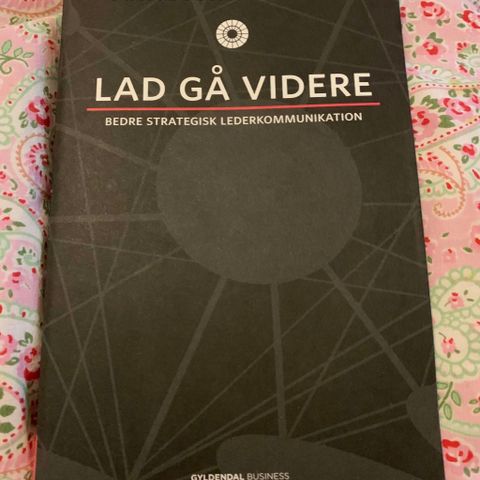 LAD GÅ VIDERE
BEDRE STRATEGISK LEDERKOMMUNIKATION
GYLDENDAL BUSINESS